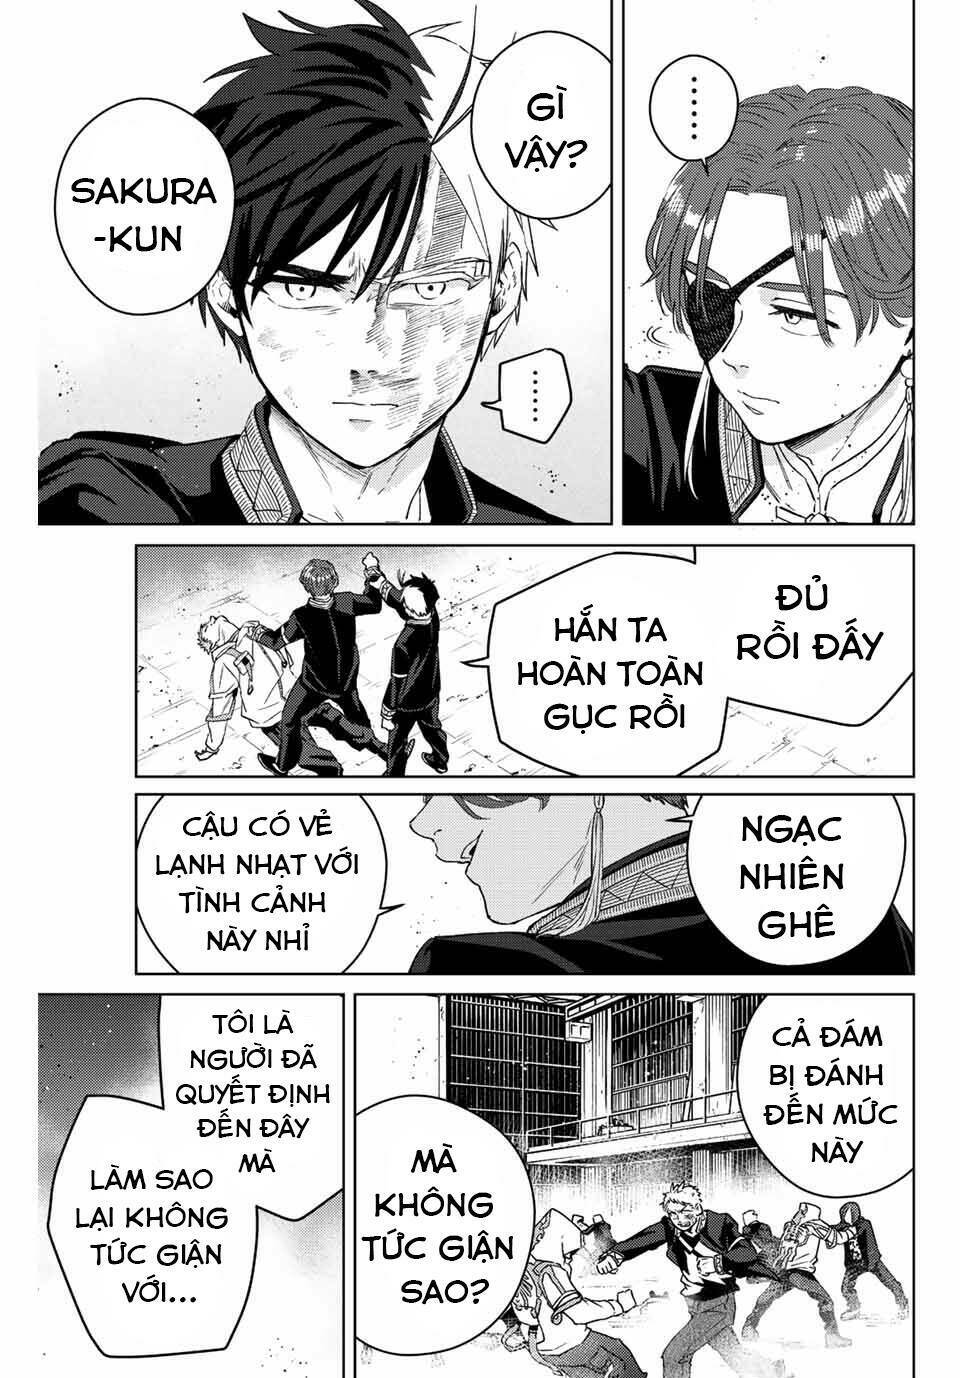 ......
GÌ
VẬY?
SAKURA
-KUN
......
ĐỦ
RỒI ĐẤY
HẮN TA
HOÀN TOÀN
GỤC RỒI
NGẠC
NHIÊN
GHÊ
CẬU CÓ VẺ
LẠNH NHẠT VỚI
TÌNH CẢNH
NÀY NHỈ
CẢ ĐÁM
BỊ ĐÁNH
ĐẾN MỨC
NÀY
MÀ
KHÔNG
TỨC GIẬN
SAO?
TÔI LÀ
NGƯỜI ĐÃ
QUYẾT ĐỊNH
ĐẾN ĐÂY
MÀ
LÀM SAO
LẠI KHÔNG
TỨC GIẬN
VỚI...